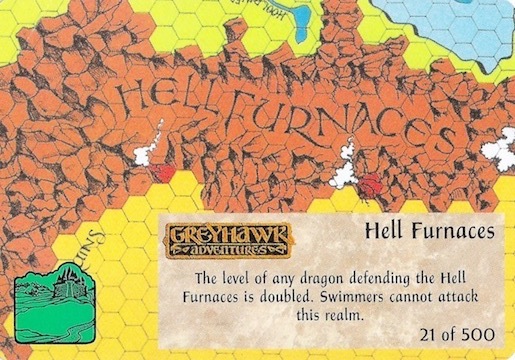 HELL FURNACES
GREYHAWK
ADVENTURES
Hell Furnaces
The level of any dragon defending the Hell
Furnaces is doubled. Swimmers cannot attack
this realm.
21 of 500